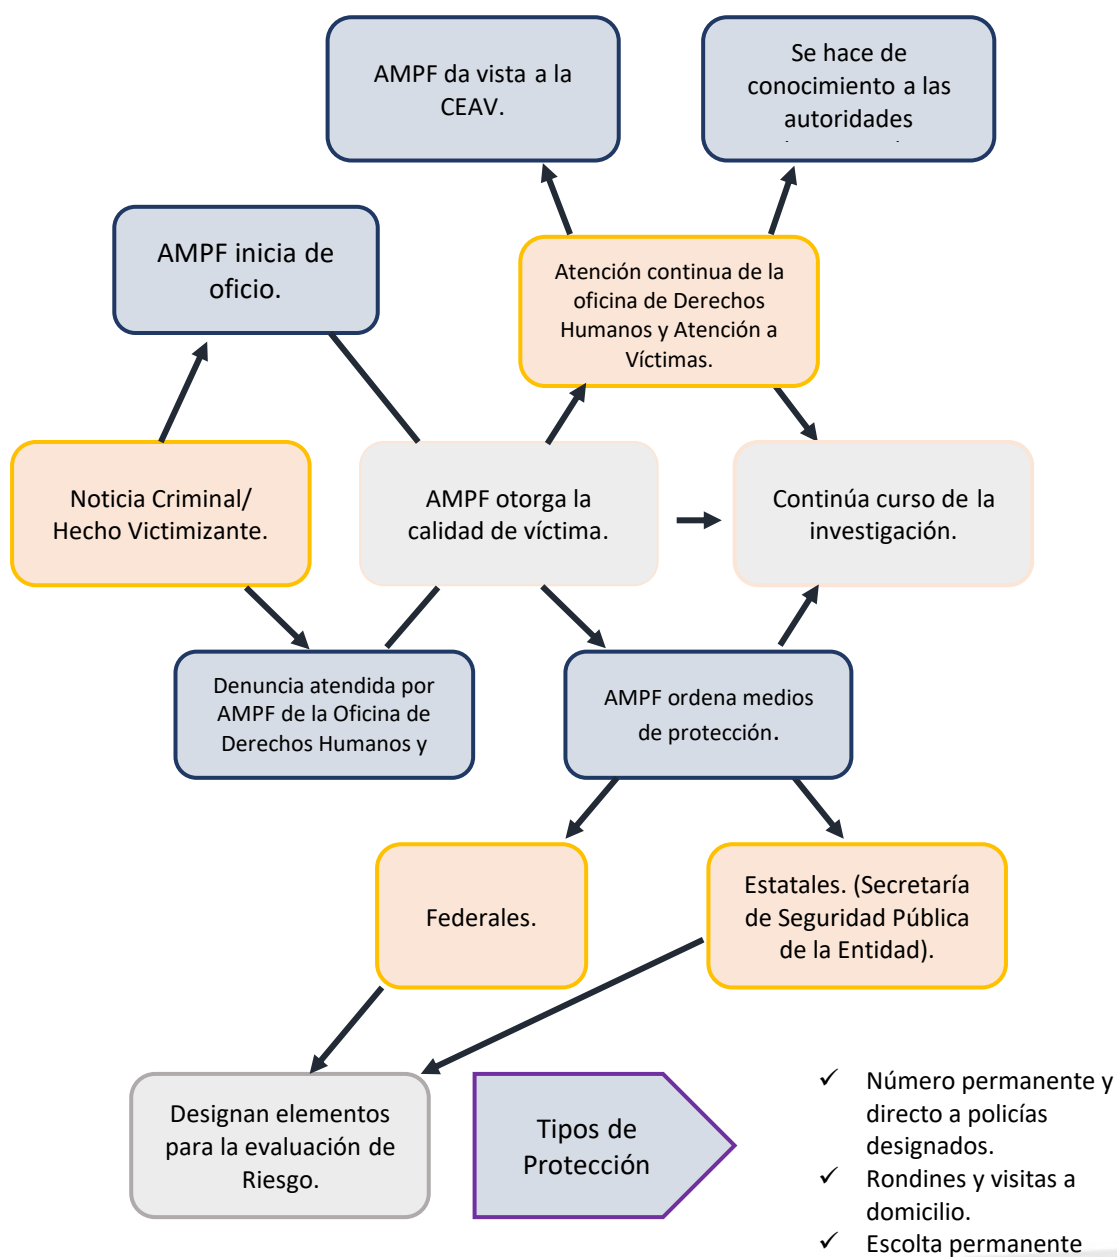 AMPF da vista a la
CEAV.
Se hace de
conocimiento a las
autoridades
AMPF inicia de
oficio.
Atención continua de la
oficina de Derechos
Humanos y Atención a
Víctimas.
Noticia Criminal/
Hecho Victimizante.
AMPF otorga la
calidad de víctima.
Continúa curso de la
investigación.
Denuncia atendida por
AMPF de la Oficina de
Derechos Humanos y
AMPF ordena medios
de protección.
Federales.
Estatales. (Secretaría
de Seguridad Pública
de la Entidad).
Designan elementos
para la evaluación de
Riesgo.
Tipos de
Protección
✓ Número permanente y
directo a policías
designados.
✓ Rondines y visitas a
domicilio.
✓ Escolta permanente